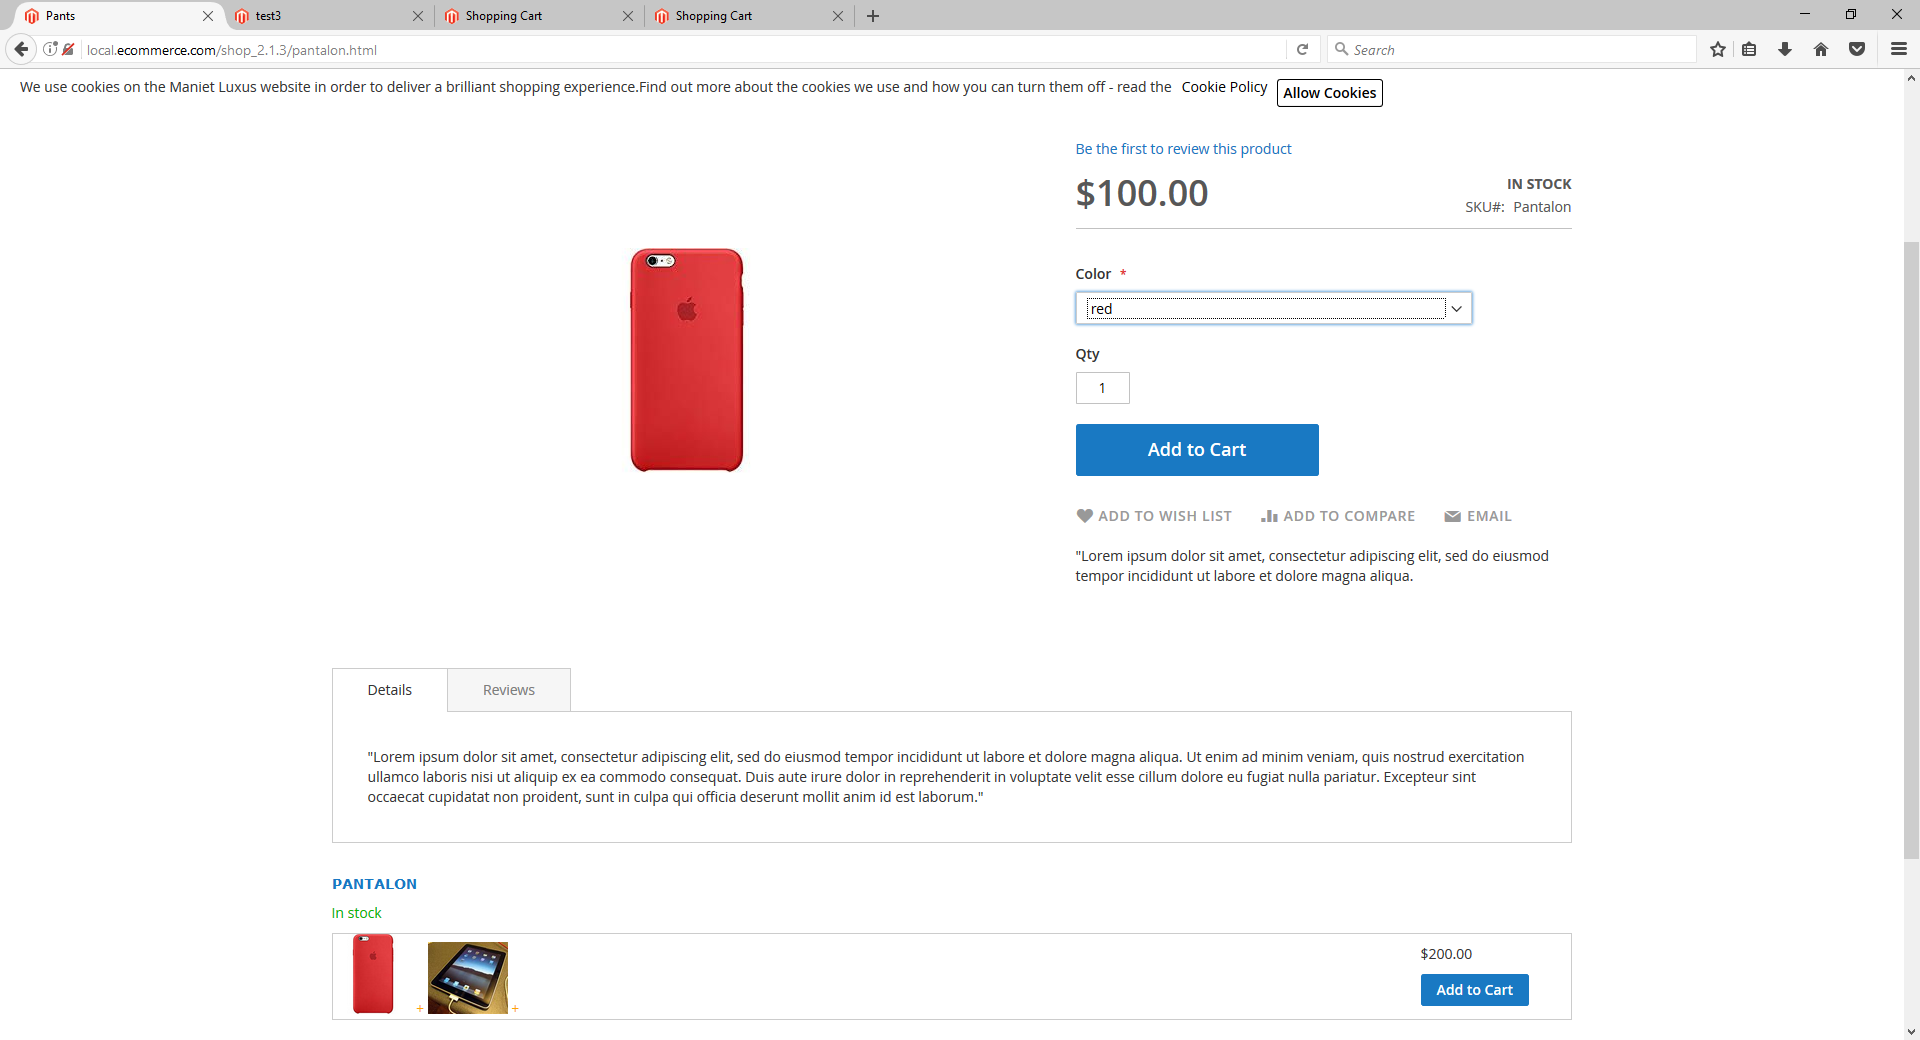 Pants
test3
Shopping Cart
Shopping Cart
local.ecommerce.com/shop_2.1.3/pantalon.html
Search
We use cookies on the Maniet Luxus website in order to deliver a brilliant shopping experience.Find out more about the cookies we use and how you can turn them off - read the Cookie Policy
Allow Cookies
Be the first to review this product
$100.00
IN STOCK
SKU#: Pantalon
Color *
red
Qty
1
Add to Cart
ADD TO WISH LIST
ADD TO COMPARE
EMAIL
"Lorem ipsum dolor sit amet, consectetur adipiscing elit, sed do eiusmod
tempor incididunt ut labore et dolore magna aliqua.
Details
Reviews
"Lorem ipsum dolor sit amet, consectetur adipiscing elit, sed do eiusmod tempor incididunt ut labore et dolore magna aliqua. Ut enim ad minim veniam, quis nostrud exercitation
ullamco laboris nisi ut aliquip ex ea commodo consequat. Duis aute irure dolor in reprehenderit in voluptate velit esse cillum dolore eu fugiat nulla pariatur. Excepteur sint
occaecat cupidatat non proident, sunt in culpa qui officia deserunt mollit anim id est laborum."
PANTALON
In stock
+
+
$200.00
Add to Cart